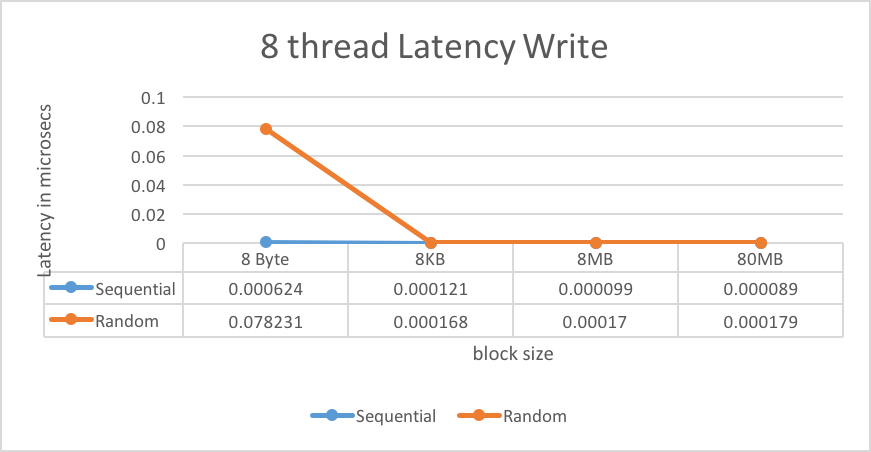 8 thread Latency Write
Latency in microsecs
0.1
0.08
0.06
0.04
0.02
0
8 Byte 8KB 8MB 80MB
Sequential 0.000624 0.000121 0.000099 0.000089
Random 0.078231 0.000168 0.00017 0.000179
block size
Sequential Random